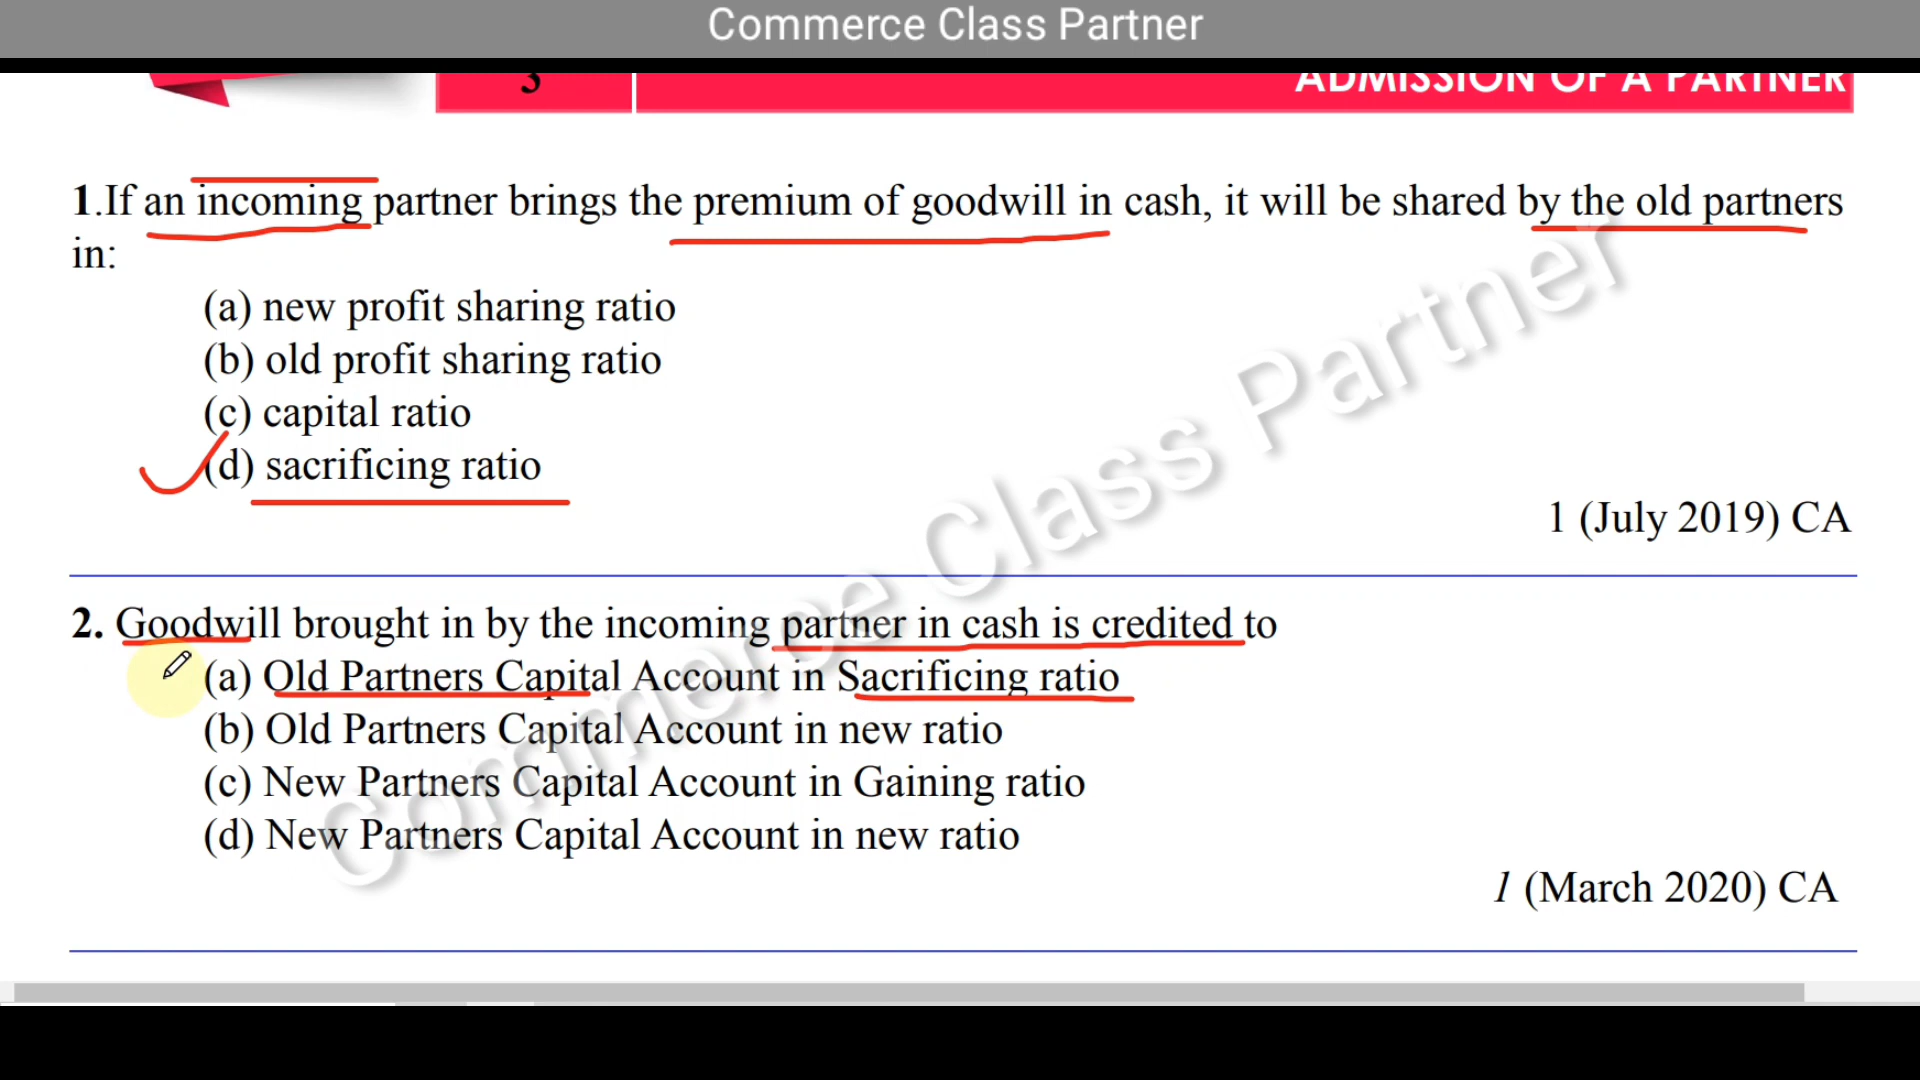 Commerce Class Partner
3 ADMISSION OF A PARTNER
1.If an incoming partner brings the premium of goodwill in cash, it will be shared by the old partners
in:
(a) new profit sharing ratio
(b) old profit sharing ratio
(c) capital ratio
(d) sacrificing ratio
1 (July 2019) CA
2. Goodwill brought in by the incoming partner in cash is credited to
(a) Old Partners Capital Account in Sacrificing ratio
(b) Old Partners Capital Account in new ratio
(c) New Partners Capital Account in Gaining ratio
(d) New Partners Capital Account in new ratio
1 (March 2020) CA
Commerce Class Partner